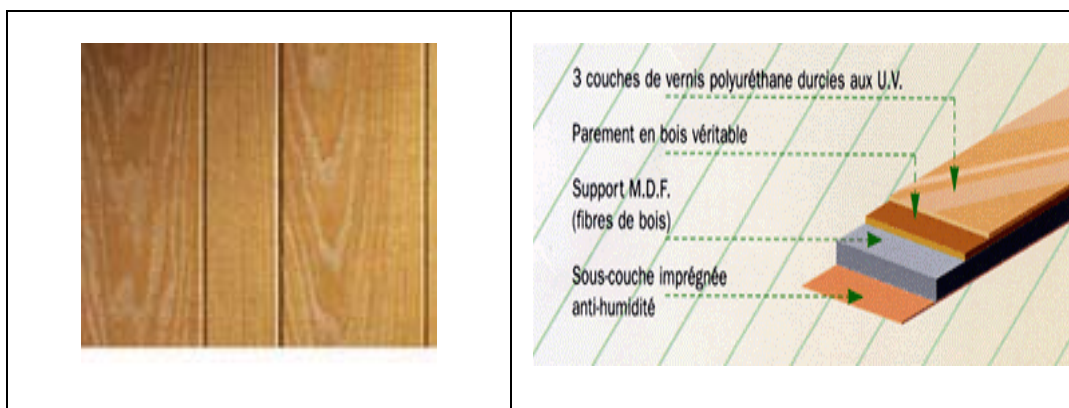 3 couches de vernis polyuréthane durcies aux U.V.
Parement en bois véritable
Support M.D.F.
(fibres de bois)
Sous-couche imprégnée
anti-humidité